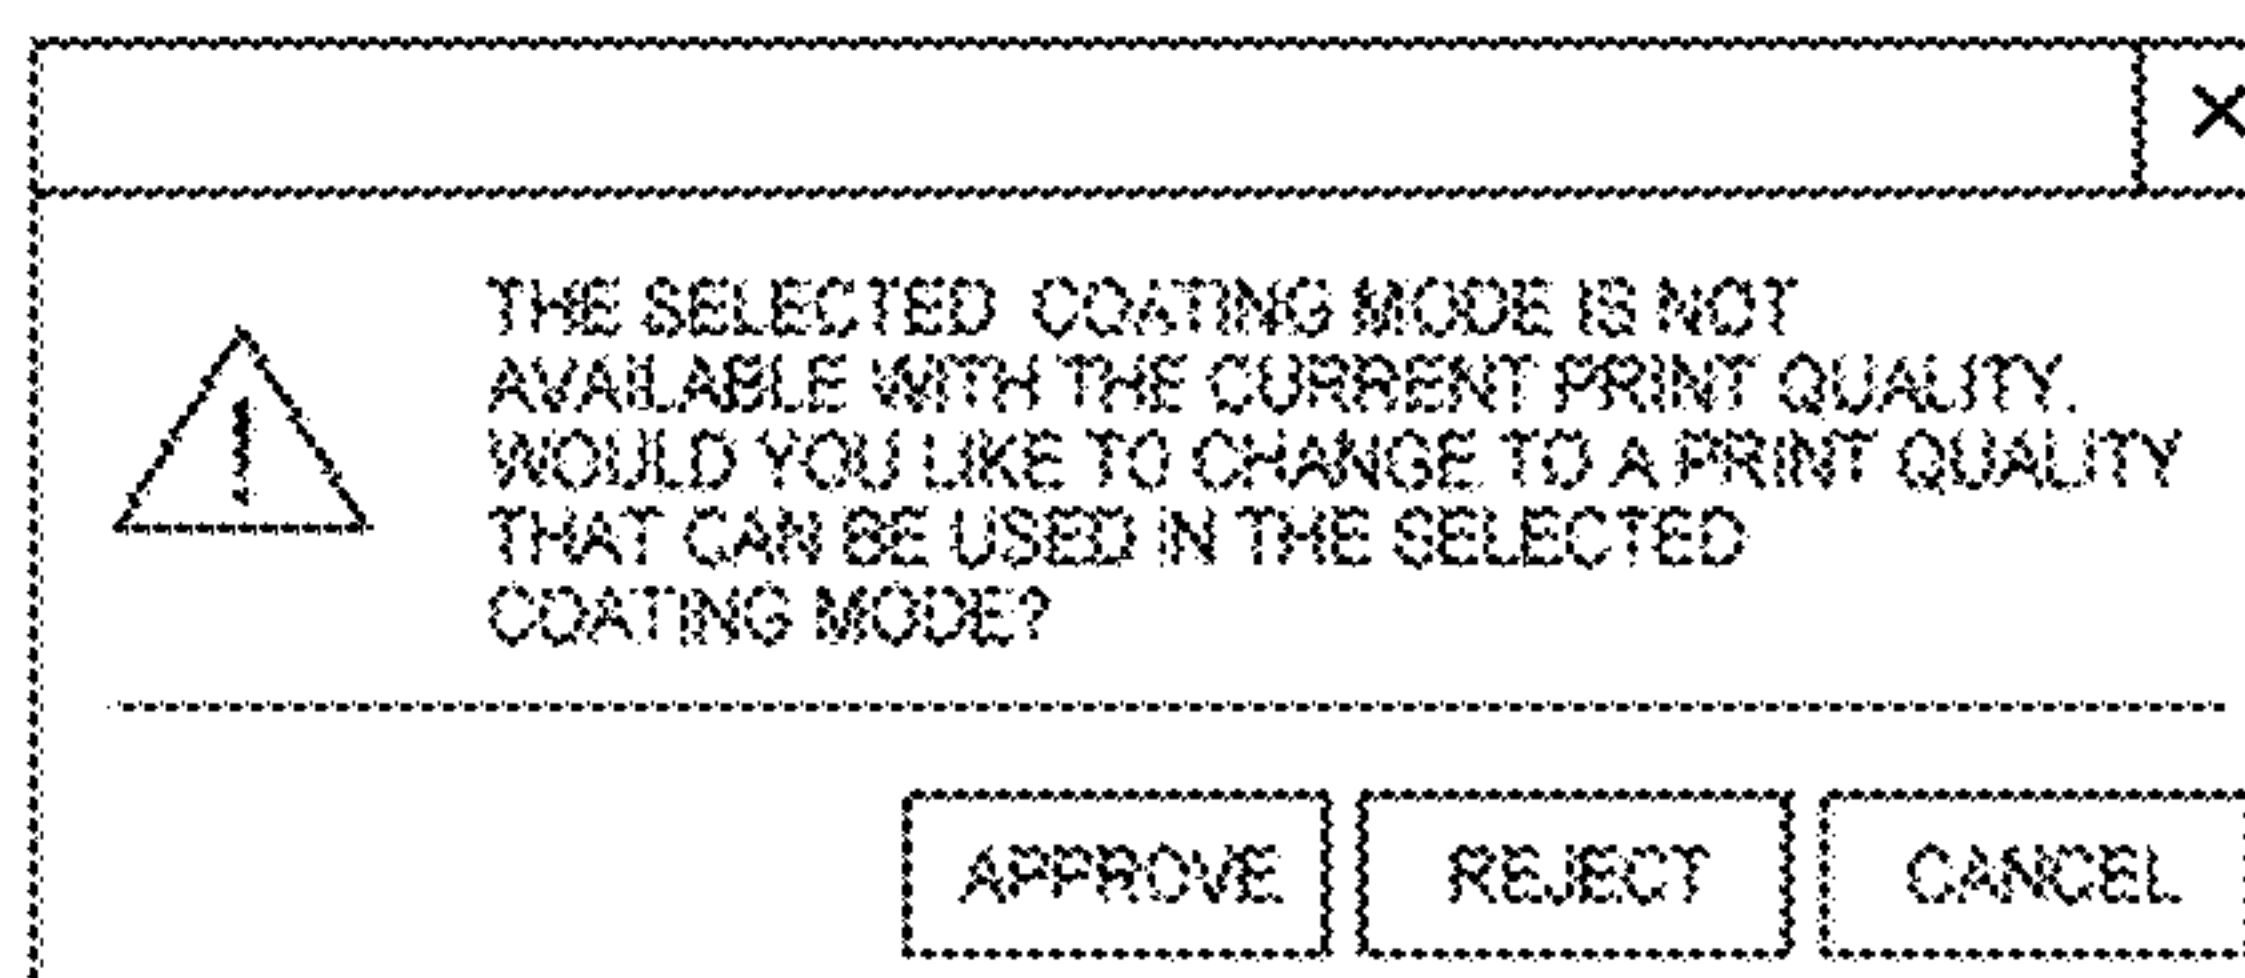 THE SELECTED COATING MODE IS NOT
AVAILABLE WITH THE CURRENT PRINT QUALITY.
WOULD YOU LIKE TO CHANGE TO A PRINT QUALITY
THAT CAN BE USED IN THE SELECTED
COATING MODE?
APPROVE REJECT CANCEL